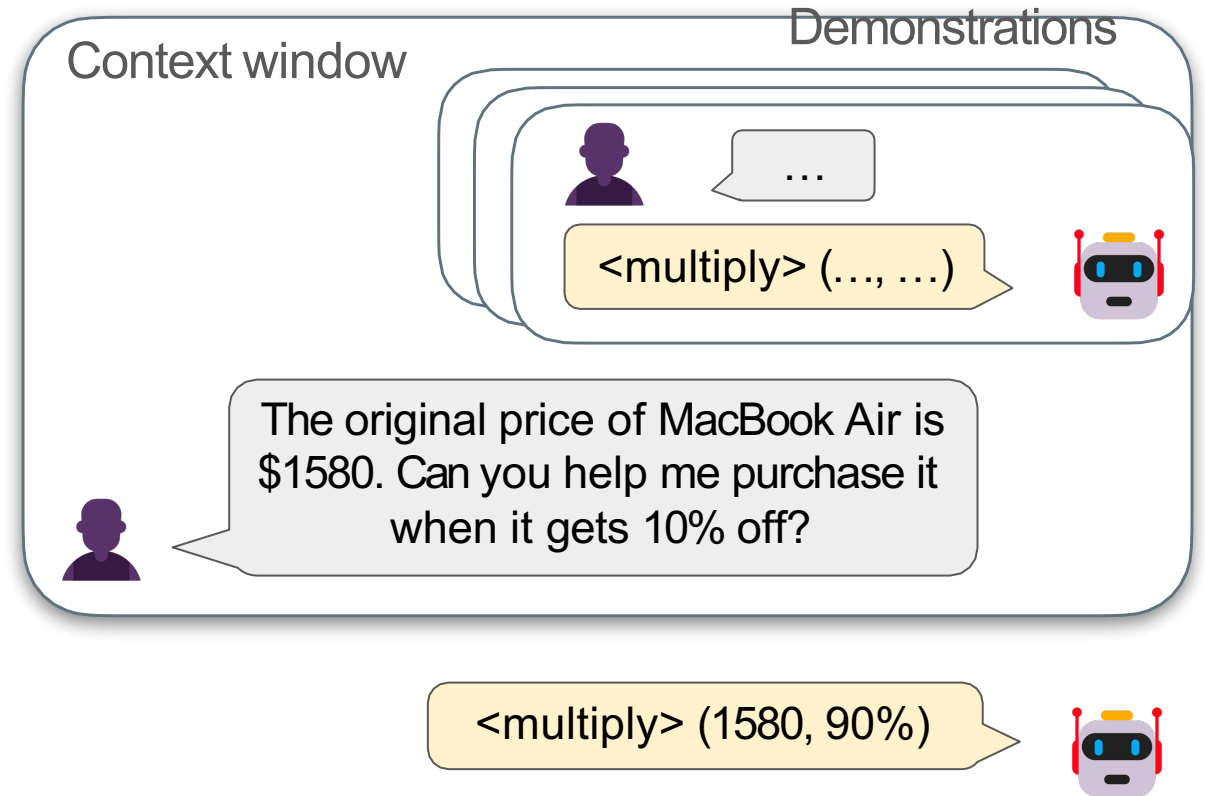 Demonstrations
Context window
…
<multiply> (…, …)
The original price of MacBook Air is
$1580. Can you help me purchase it
when it gets 10% off?
<multiply> (1580, 90%)